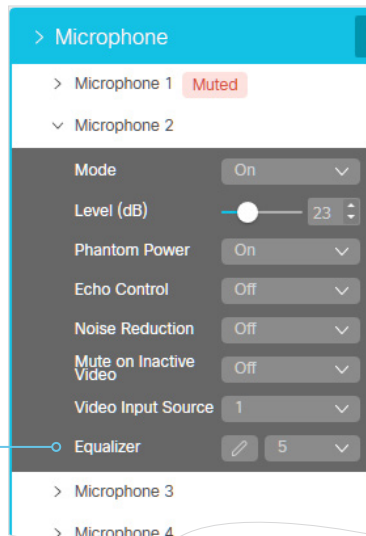 Microphone
Microphone 1 Muted
Microphone 2
Mode On
Level (dB) 23
Phantom Power On
Echo Control Off
Noise Reduction Off
Mute on Inactive
Video Off
Video Input Source 1
Equalizer 5
Microphone 3
Microphone 4